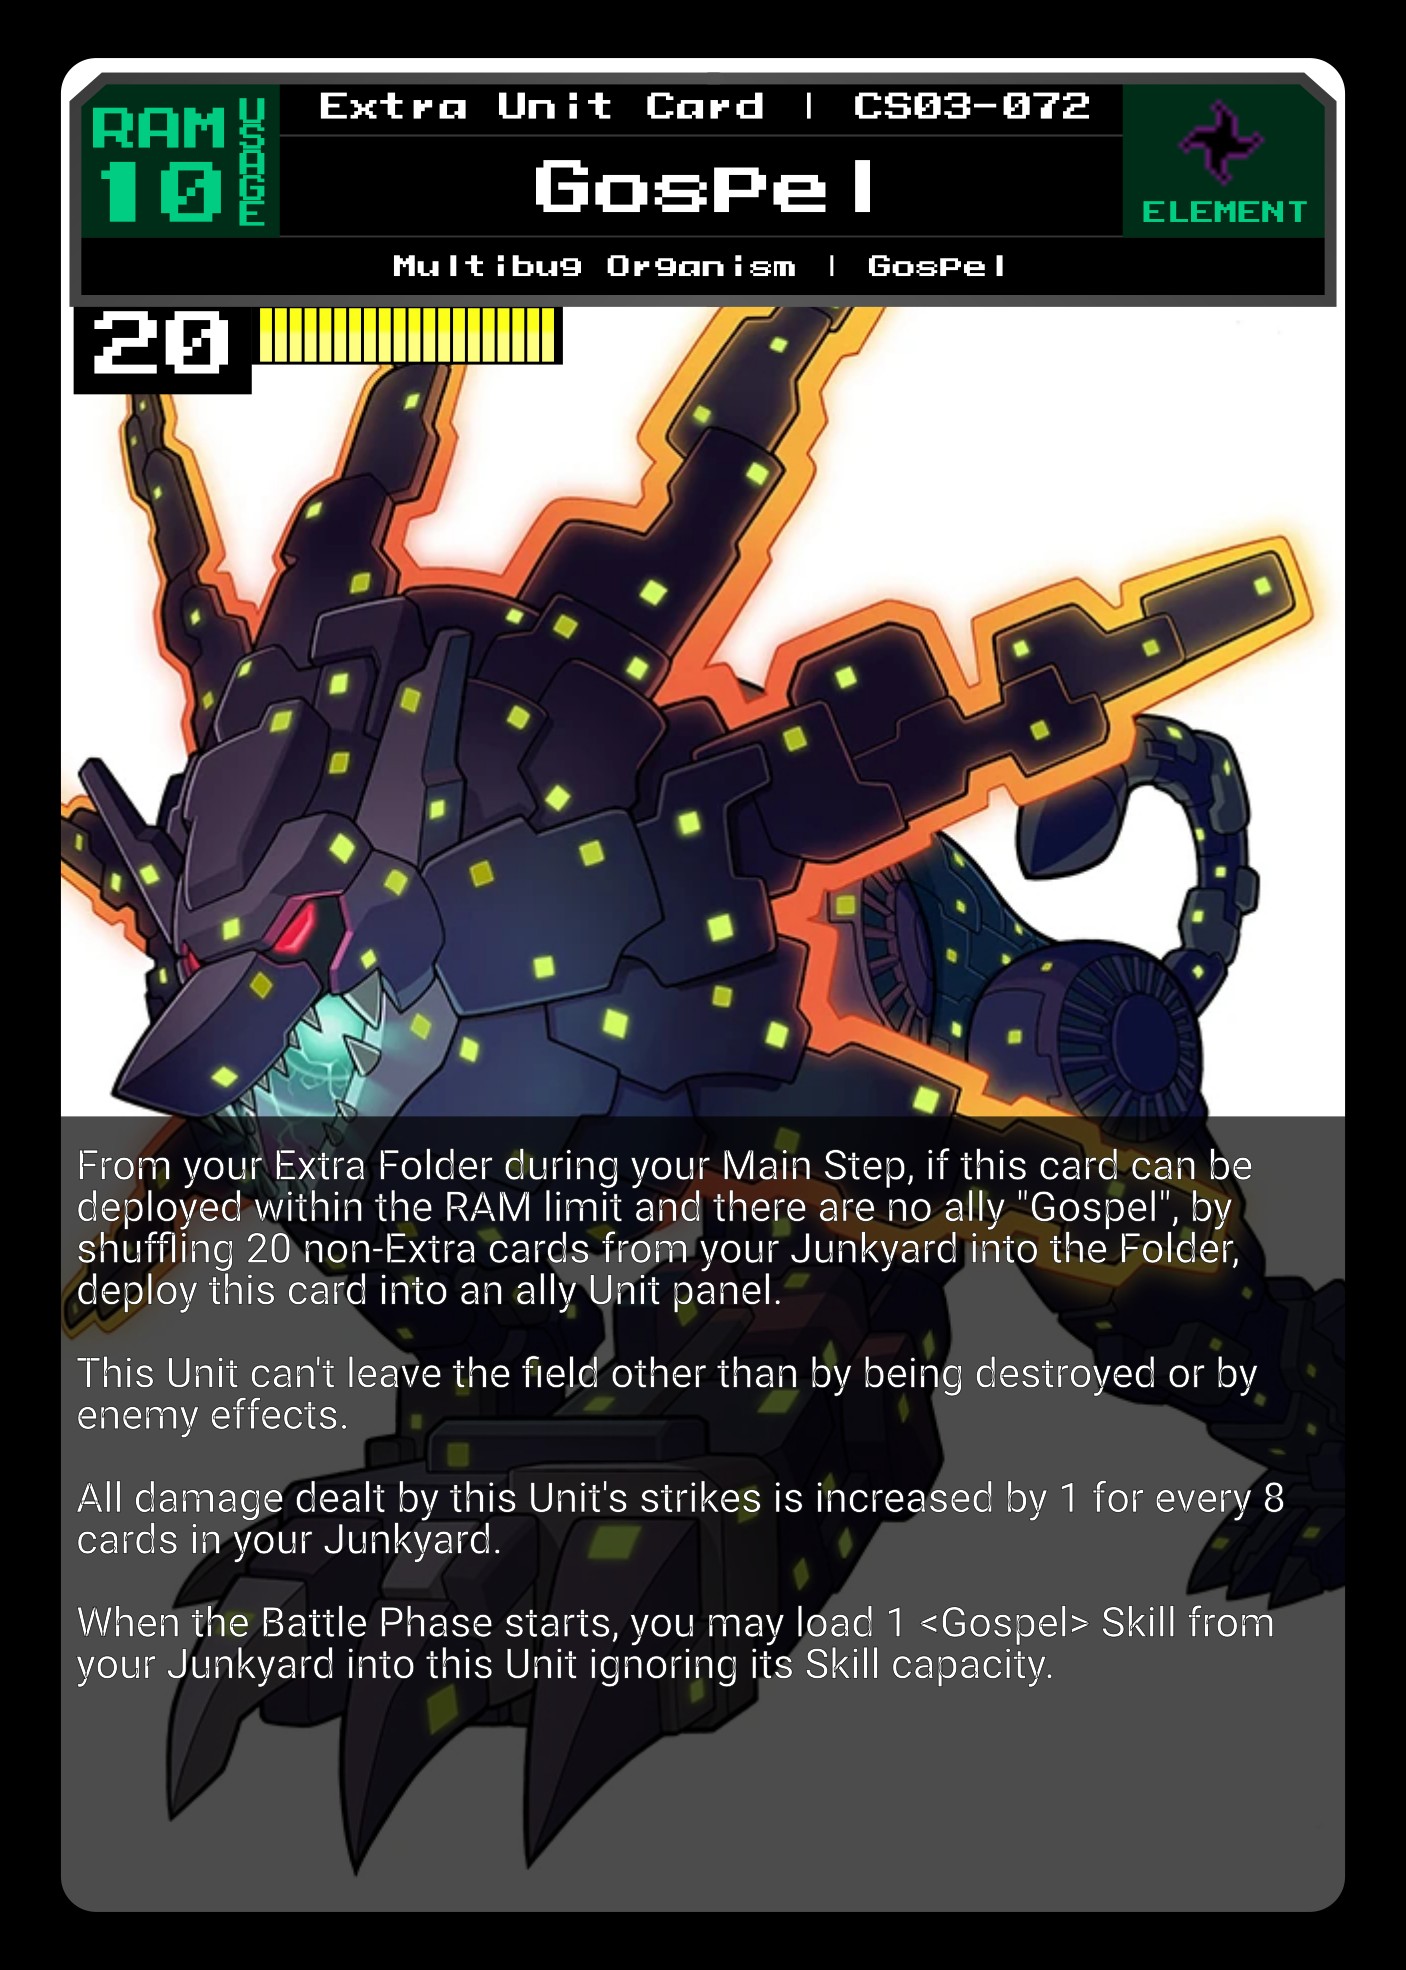 RAM
10
USAGE
Extra Unit Card | CS03-072
Gospel
ELEMENT
Multibug Organism | Gospel
20
From your Extra Folder during your Main Step, if this card can be
deployed within the RAM limit and there are no ally "Gospel", by
shuffling 20 non-Extra cards from your Junkyard into the Folder,
deploy this card into an ally Unit panel.
This Unit can't leave the field other than by being destroyed or by
enemy effects.
All damage dealt by this Unit's strikes is increased by 1 for every 8
cards in your Junkyard.
When the Battle Phase starts, you may load 1 <Gospel> Skill from
your Junkyard into this Unit ignoring its Skill capacity.